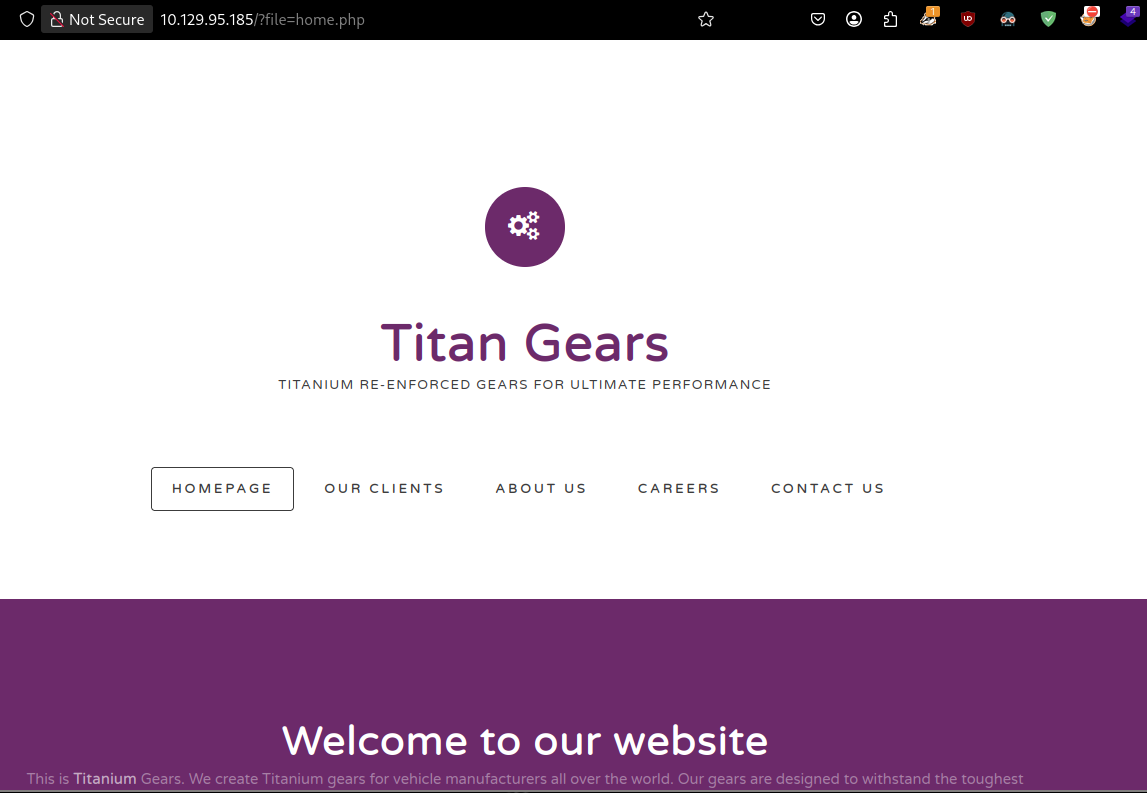 Not Secure 10.129.95.185/?file=home.php 1 4
Titan Gears
TITANIUM RE-ENFORCED GEARS FOR ULTIMATE PERFORMANCE
HOMEPAGE OUR CLIENTS ABOUT US CAREERS CONTACT US
Welcome to our website
This is Titanium Gears. We create Titanium gears for vehicle manufacturers all over the world. Our gears are designed to withstand the toughest